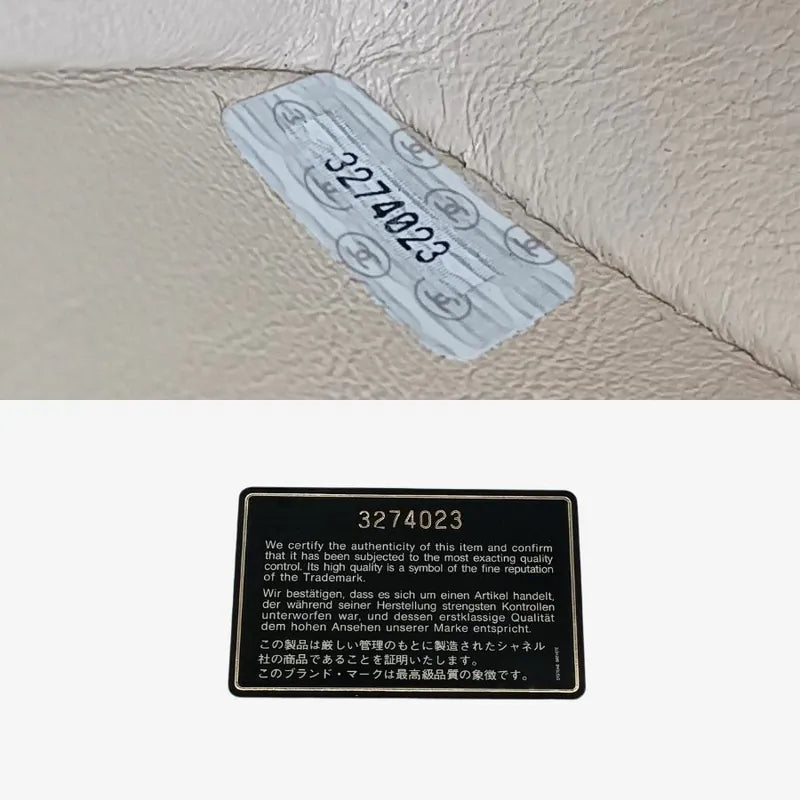 3274023
3274023
We certify the authenticity of this item and confirm
that it has been subjected to the most exacting quality
control. Its high quality is a symbol of the fine reputation
of the Trademark.
Wir bestätigen, dass es sich um einen Artikel handelt,
der während seiner Herstellung strengsten Kontrollen
unterworfen war, und dessen erstklassige Qualität
dem hohen Ansehen unserer Marke entspricht.
この製品は厳しい管理のもとに製造されたシャネル
社の商品であることを証明いたします。
このブランド・マークは最高級品質の象徴です。